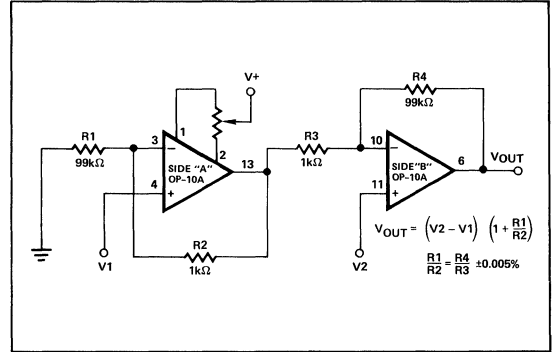 V+
R4
99kΩ
R1
99kΩ
1
R3
1kΩ
3
−
2
13
10
−
SIDE "A"
OP-10A
SIDE "B"
OP-10A
6
VOUT
4
+
11
+
R2
1kΩ
V1
V2
VOUT = (V2 − V1) (1 + R1/R2)
R1/R2 = R4/R3 ±0.005%